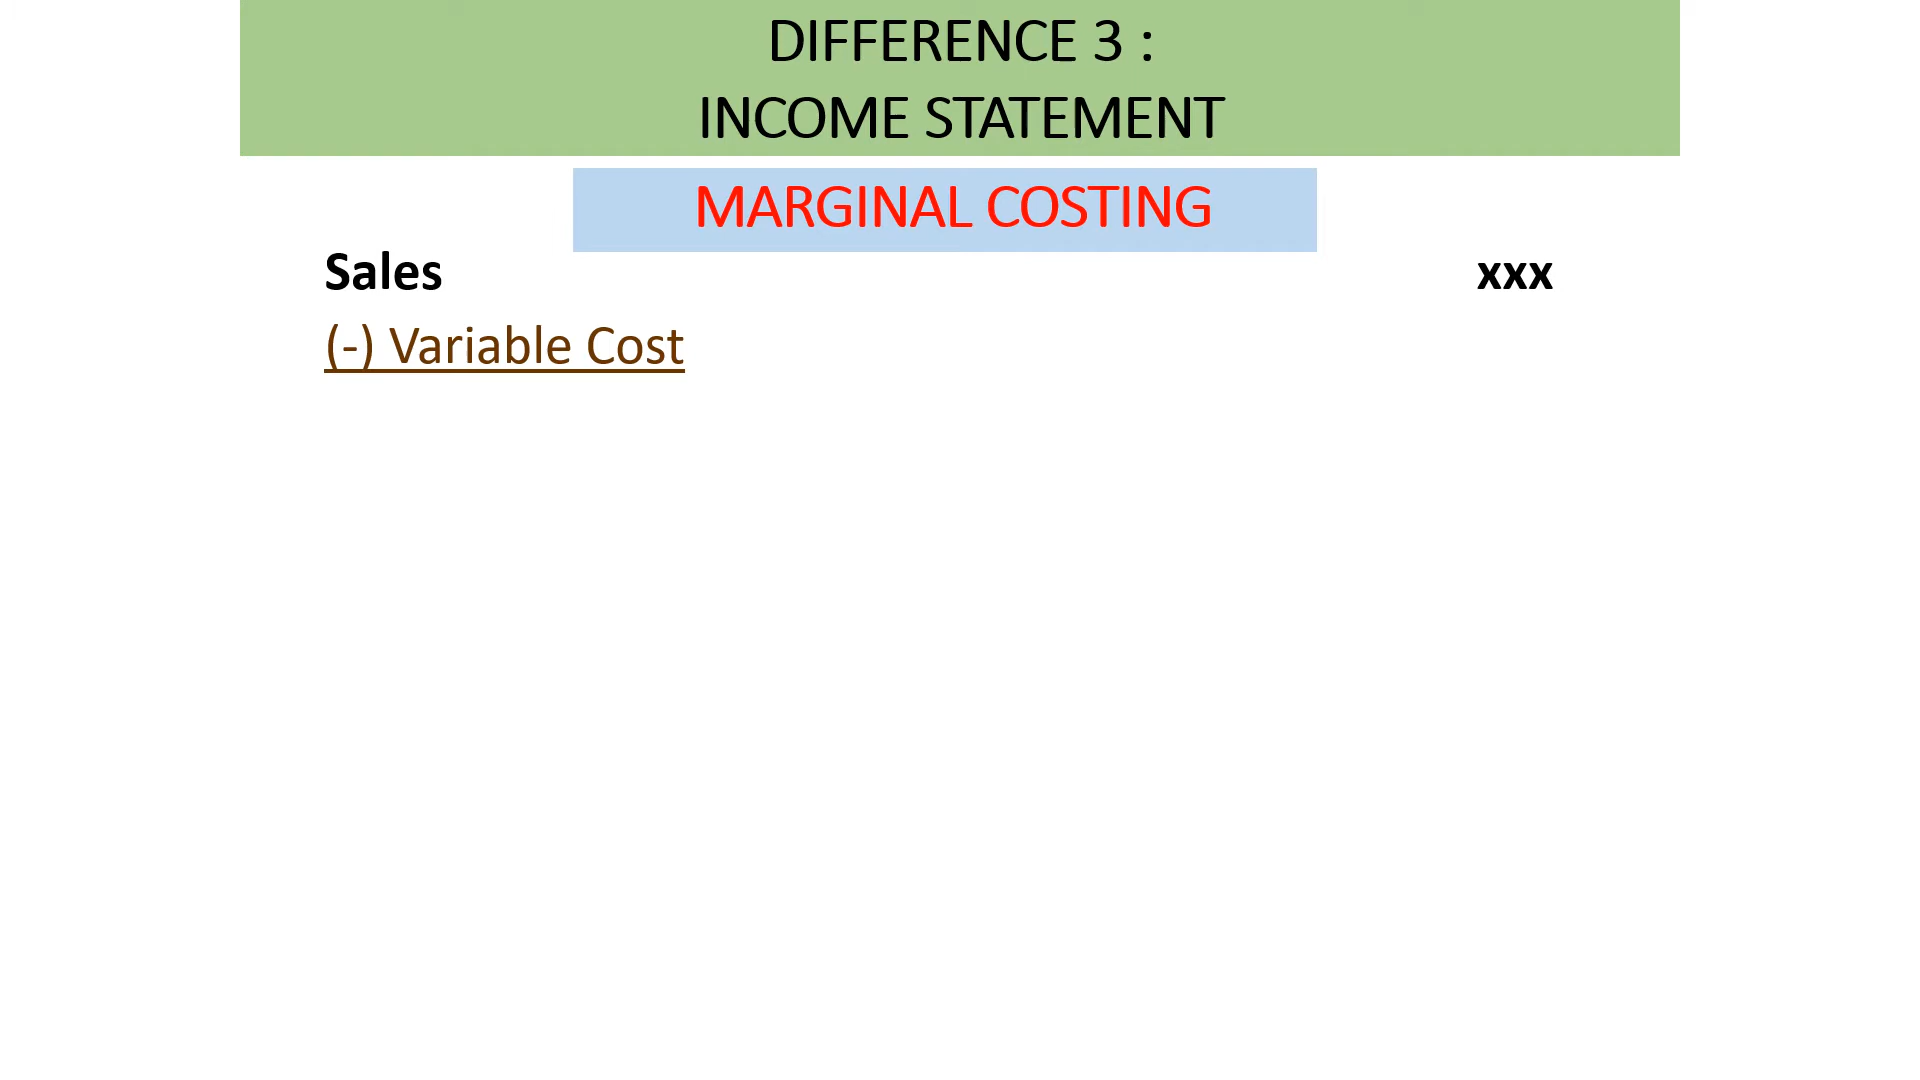 DIFFERENCE 3 :
INCOME STATEMENT
MARGINAL COSTING
Sales xxx
(-) Variable Cost